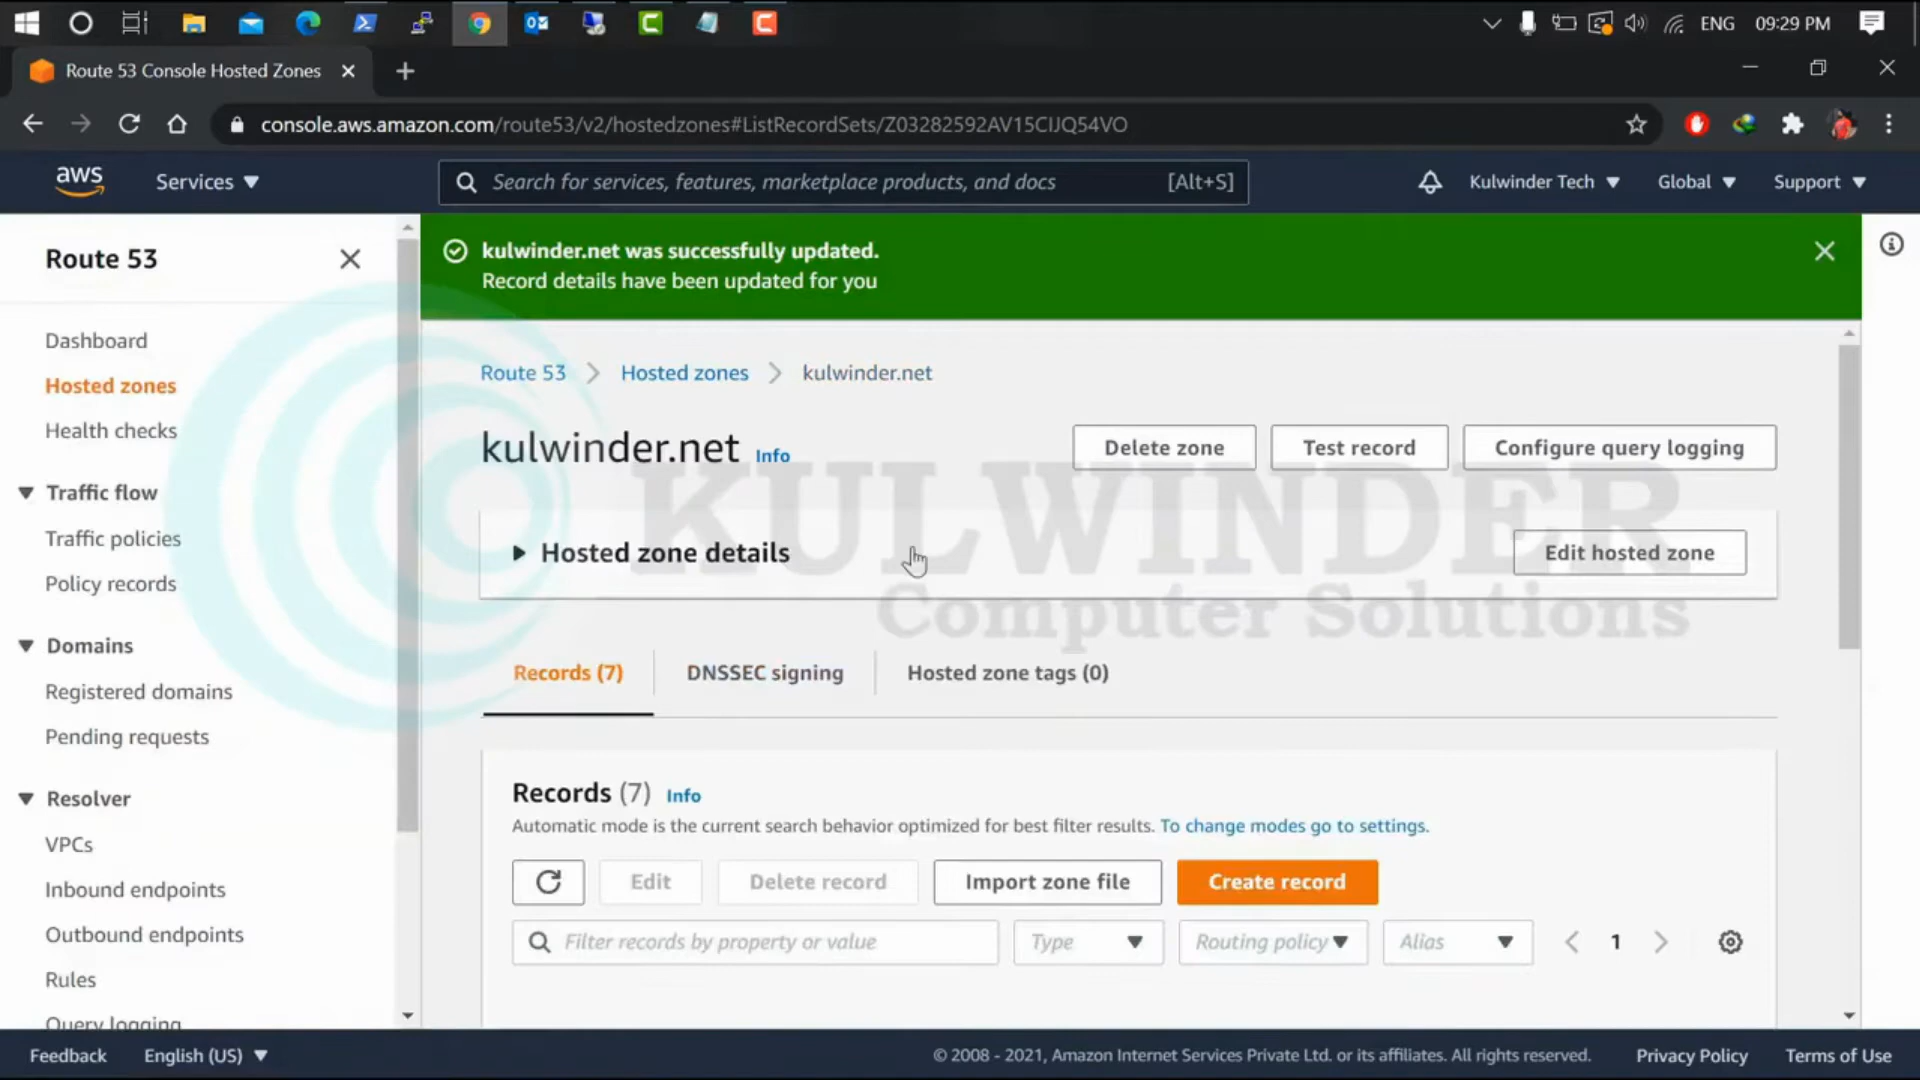 ENG 09:29 PM
Route 53 Console Hosted Zones
console.aws.amazon.com/route53/v2/hostedzones#ListRecordSets/Z03282592AV15CIJQ54VO
aws Services Search for services, features, marketplace products, and docs [Alt+S] Kulwinder Tech Global Support
Route 53
Dashboard
Hosted zones
Health checks
Traffic flow
Traffic policies
Policy records
Domains
Registered domains
Pending requests
Resolver
VPCs
Inbound endpoints
Outbound endpoints
Rules
Query logging
kulwinder.net was successfully updated.
Record details have been updated for you
Route 53 Hosted zones kulwinder.net
kulwinder.net Info Delete zone Test record Configure query logging
KULWINDER
Computer Solutions
Hosted zone details Edit hosted zone
Records (7) DNSSEC signing Hosted zone tags (0)
Records (7) Info
Automatic mode is the current search behavior optimized for best filter results. To change modes go to settings.
Edit Delete record Import zone file Create record
Filter records by property or value Type Routing policy Alias 1
Feedback English (US) © 2008 - 2021, Amazon Internet Services Private Ltd. or its affiliates. All rights reserved. Privacy Policy Terms of Use